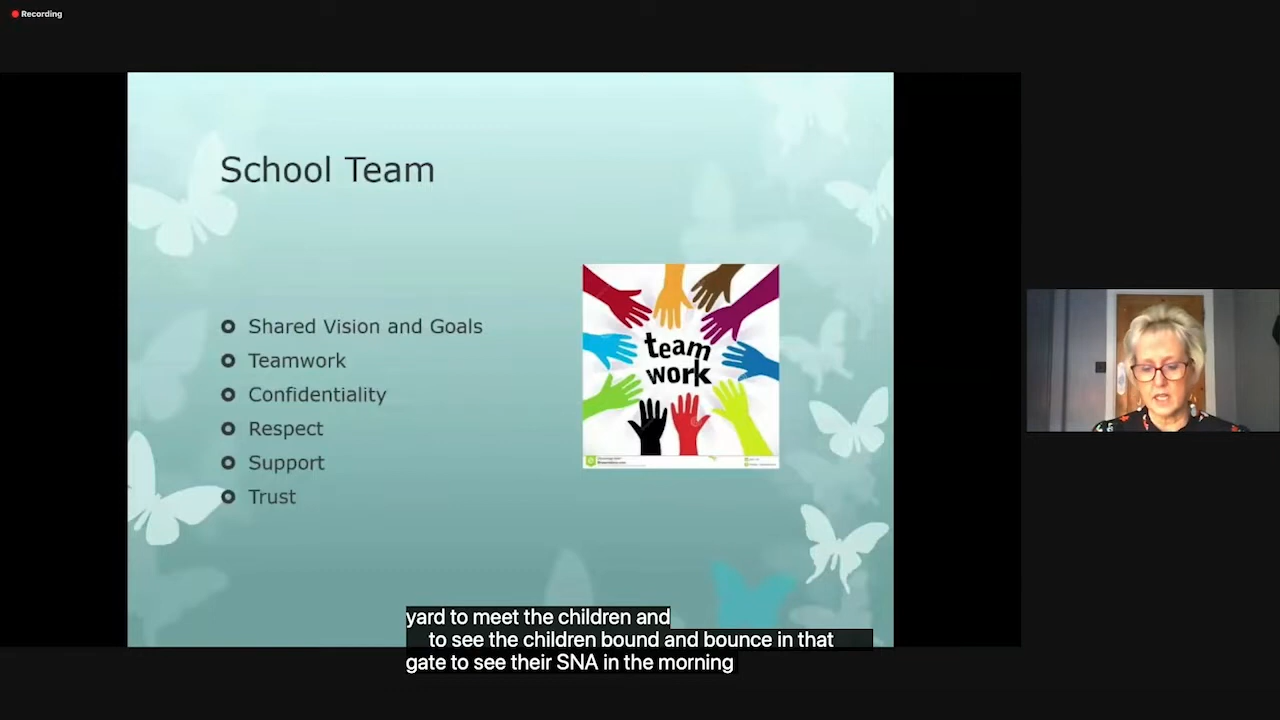 Recording
School Team
Shared Vision and Goals
Teamwork
Confidentiality
Respect
Support
Trust
team
work
yard to meet the children and
to see the children bound and bounce in that
gate to see their SNA in the morning